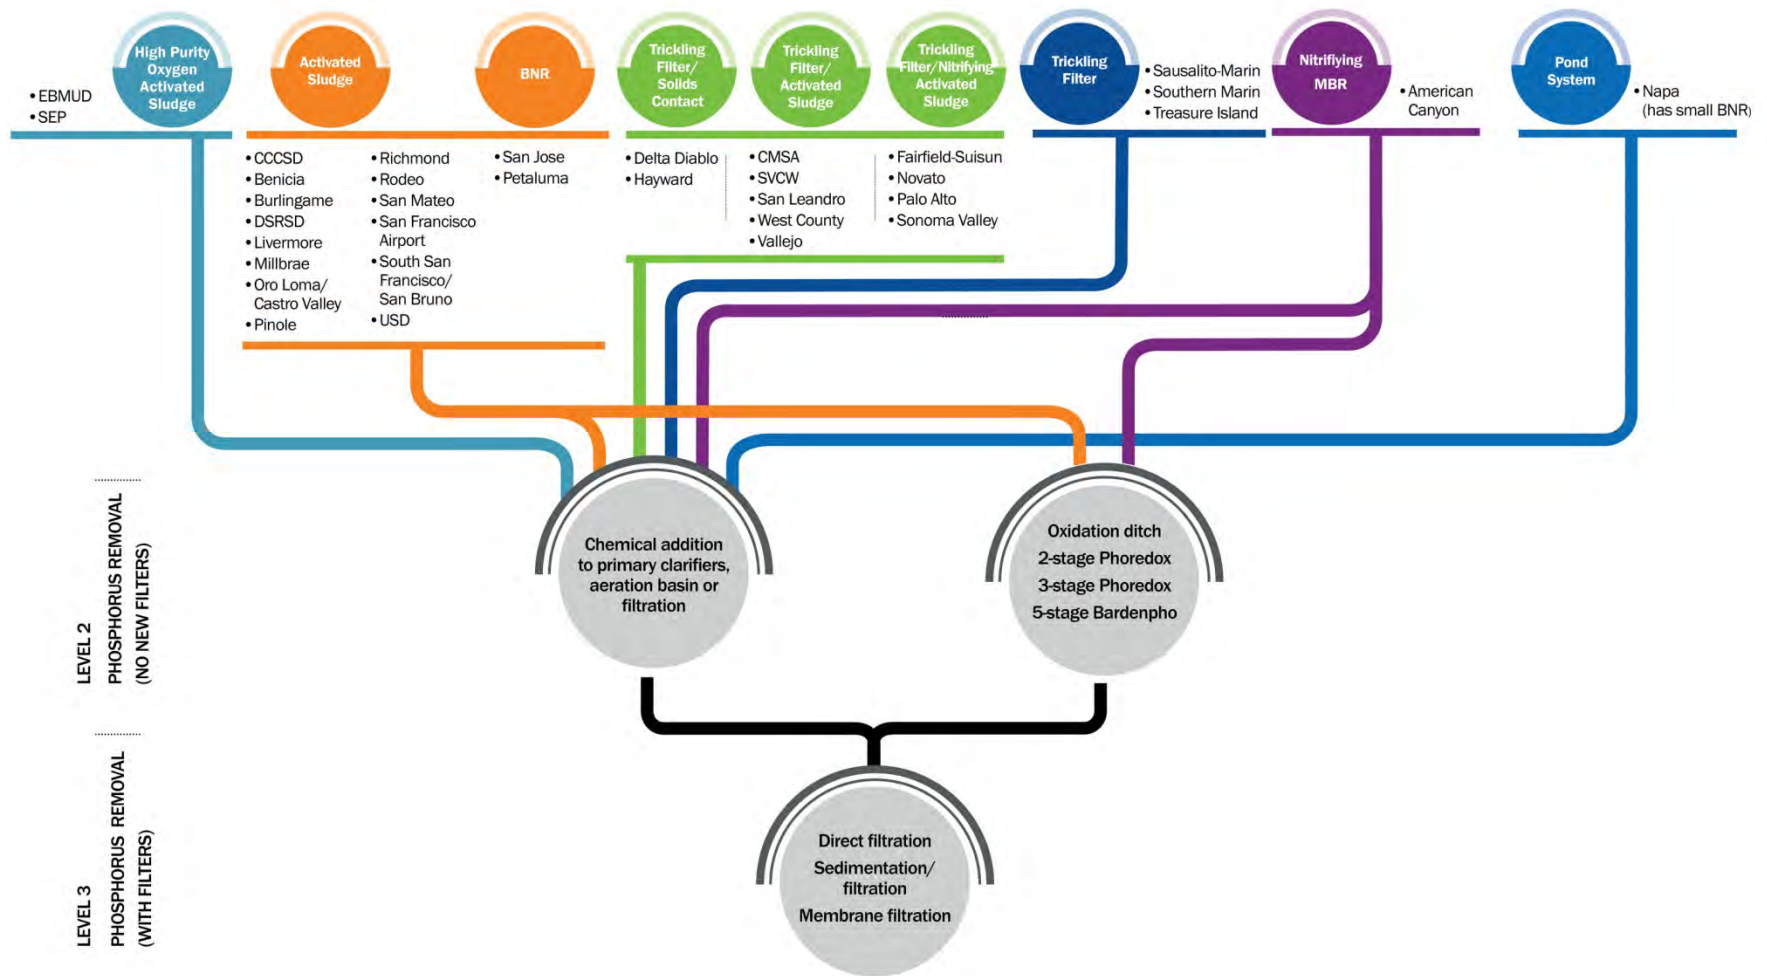 High Purity
Oxygen
Activated
Sludge
• EBMUD
• SEP
Activated
Sludge
BNR
• CCCSD
• Benicia
• Burlingame
• DSRSD
• Livermore
• Millbrae
• Oro Loma/
Castro Valley
• Pinole
• Richmond
• Rodeo
• San Mateo
• San Francisco
Airport
• South San
Francisco/
San Bruno
• USD
• San Jose
• Petaluma
Trickling
Filter/
Solids
Contact
• Delta Diablo
• Hayward
Trickling
Filter/
Activated
Sludge
• CMSA
• SVCW
• San Leandro
• West County
• Vallejo
Trickling
Filter/Nitrifying
Activated
Sludge
• Fairfield-Suisun
• Novato
• Palo Alto
• Sonoma Valley
Trickling
Filter
• Sausalito-Marin
• Southern Marin
• Treasure Island
Nitrifiying
MBR
• American
Canyon
Pond
System
• Napa
(has small BNR)
LEVEL 2
PHOSPHORUS REMOVAL
(NO NEW FILTERS)
Chemical addition
to primary clarifiers,
aeration basin or
filtration
Oxidation ditch
2-stage Phoredox
3-stage Phoredox
5-stage Bardenpho
LEVEL 3
PHOSPHORUS REMOVAL
(WITH FILTERS)
Direct filtration
Sedimentation/
filtration
Membrane filtration